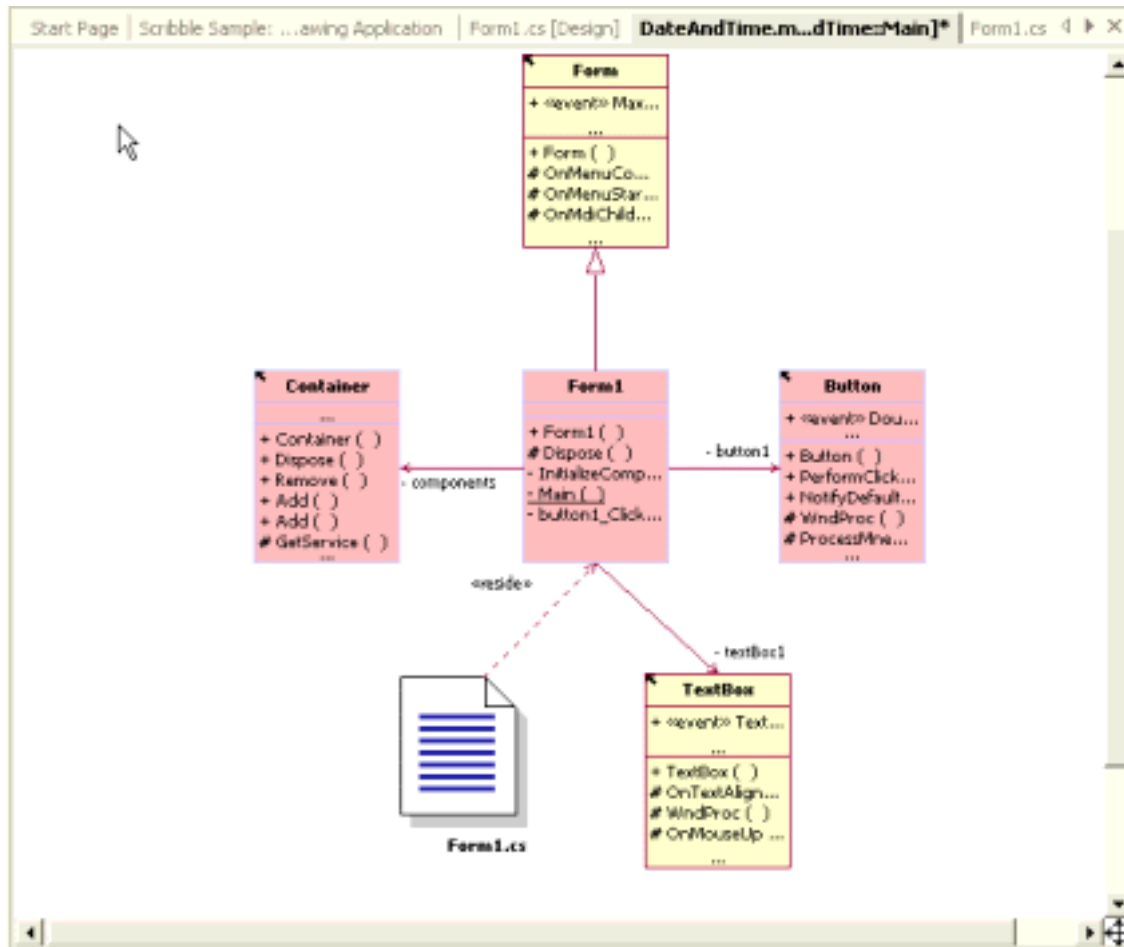 Start Page
Scribble Sample: ...awing Application
Form1.cs [Design]
DateAndTime.m...dTime::Main]*
Form1.cs
Form
+ «event» Max...
...
+ Form ( )
# OnMenuCo...
# OnMenuStar...
# OnMdiChild...
...
Container
...
+ Container ( )
+ Dispose ( )
+ Remove ( )
+ Add ( )
+ Add ( )
# GetService ( )
...
- components
Form1
+ Form1 ( )
# Dispose ( )
- InitializeComp...
- Main ( )
- button1_Click...
- button1
Button
+ «event» Dou...
...
+ Button ( )
+ PerformClick...
+ NotifyDefault...
# WndProc ( )
# ProcessMne...
...
«reside»
- textBox1
Form1.cs
TextBox
+ «event» Text...
...
+ TextBox ( )
# OnTextAlign...
# WndProc ( )
# OnMouseUp ...
...